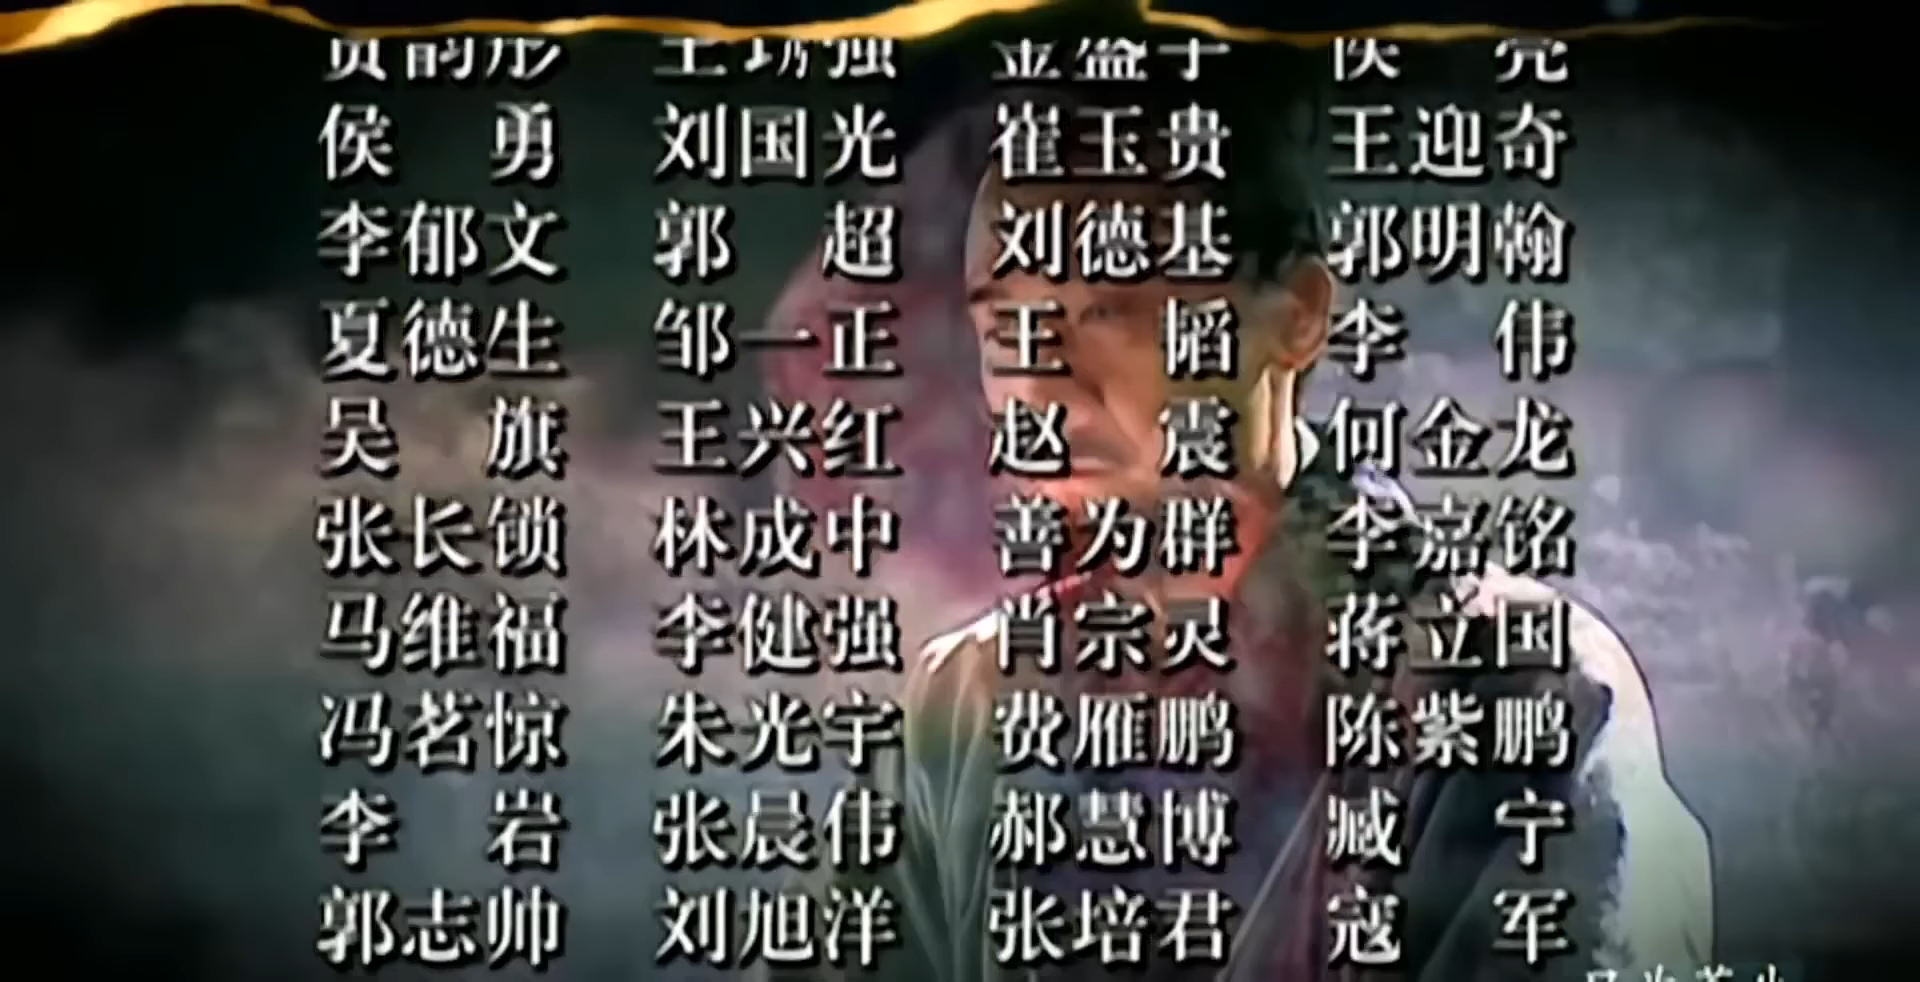 侯勇 刘国光 崔玉贵 王迎奇
李郁文 郭超 刘德基 郭明翰
夏德生 邹一正 王韬 李伟
吴旗 王兴红 赵震 何金龙
张长锁 林成中 善为群 李嘉铭
马维福 李健强 肖宗灵 蒋立国
冯茗惊 朱光宇 费雁鹏 陈紫鹏
李岩 张晨伟 郝慧博 臧宁
郭志帅 刘旭洋 张培君 寇军